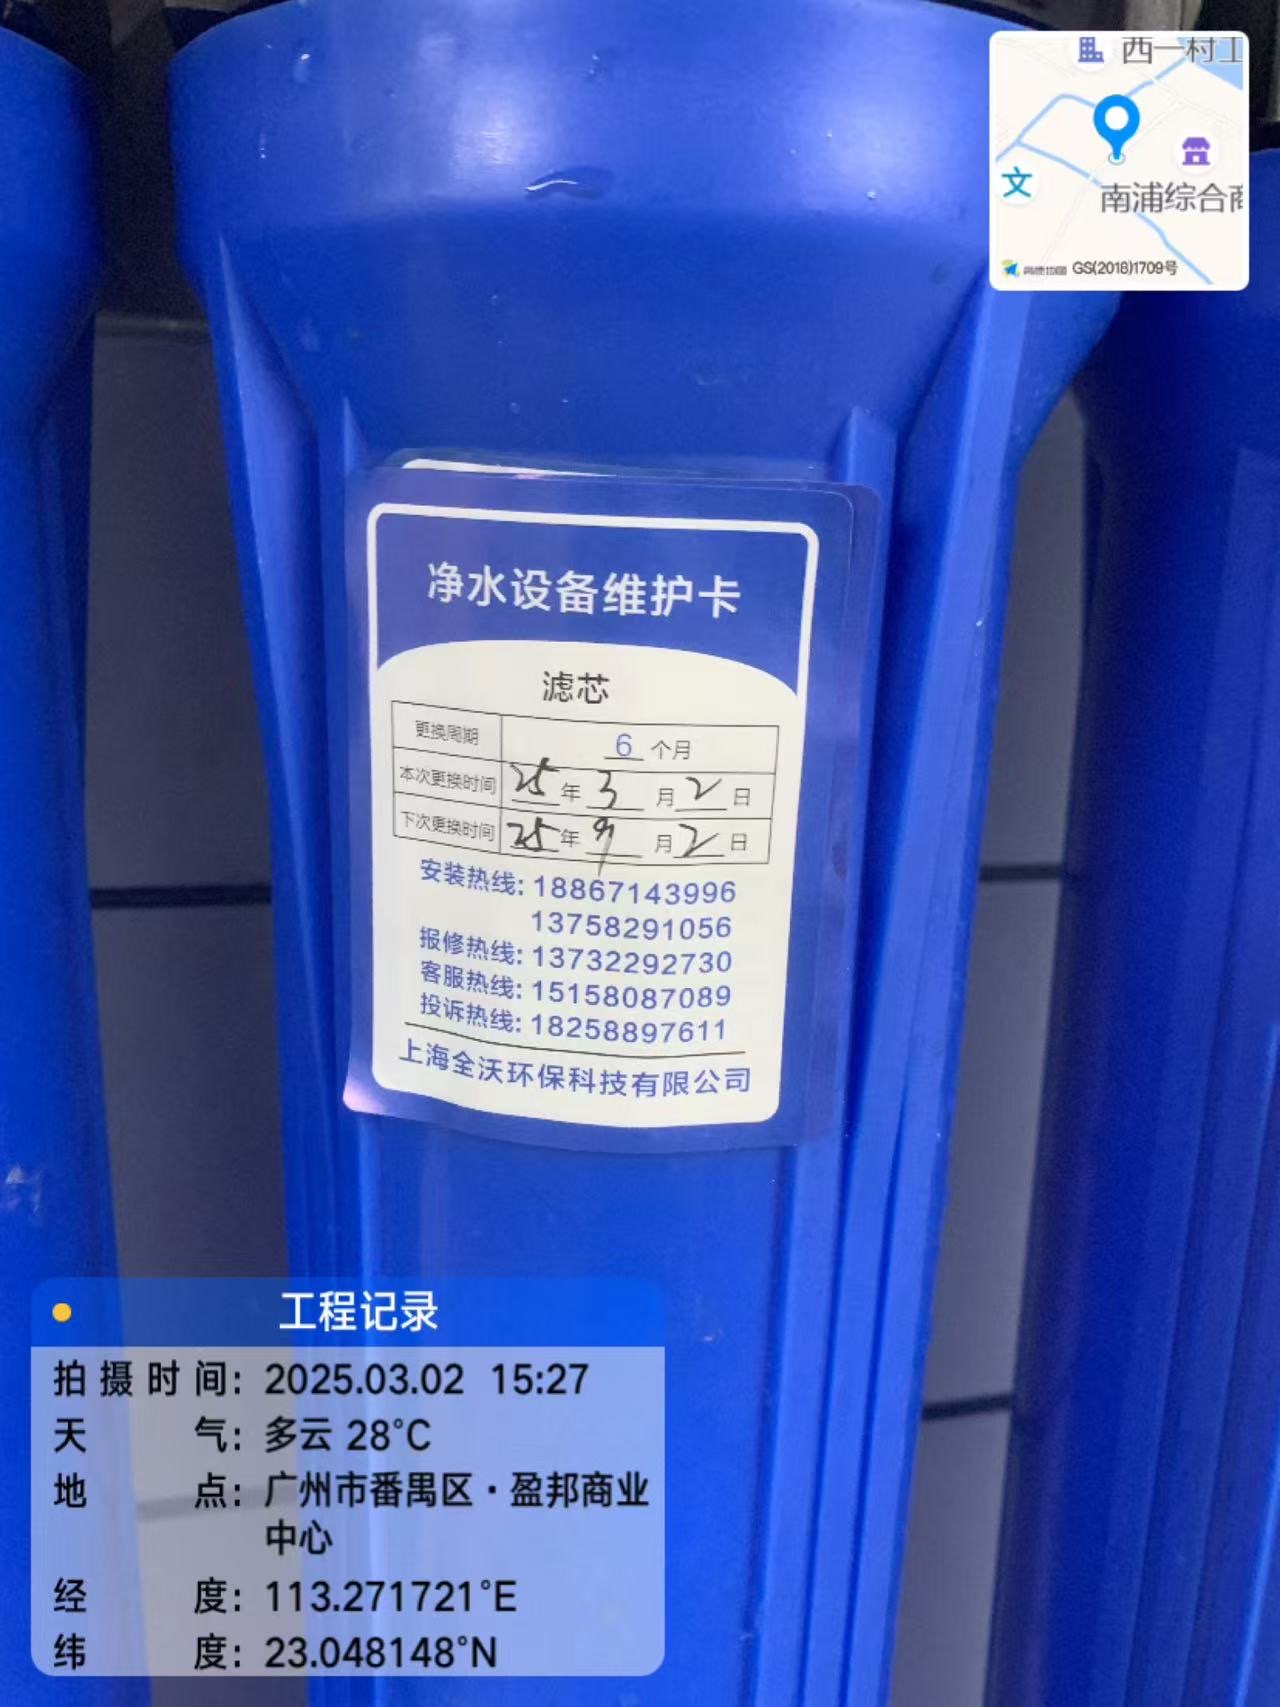 西一村工
文
南浦综合商
高德地图 GS(2018)1709号
净水设备维护卡
滤芯
更换周期 6 个月
本次更换时间 25 年 3 月 2 日
下次更换时间 25 年 9 月 2 日
安装热线: 18867143996
13758291056
报修热线: 13732292730
客服热线: 15158087089
投诉热线: 18258897611
上海全沃环保科技有限公司
工程记录
拍摄时间: 2025.03.02 15:27
天气: 多云 28°C
地点: 广州市番禺区·盈邦商业
中心
经度: 113.271721°E
纬度: 23.048148°N